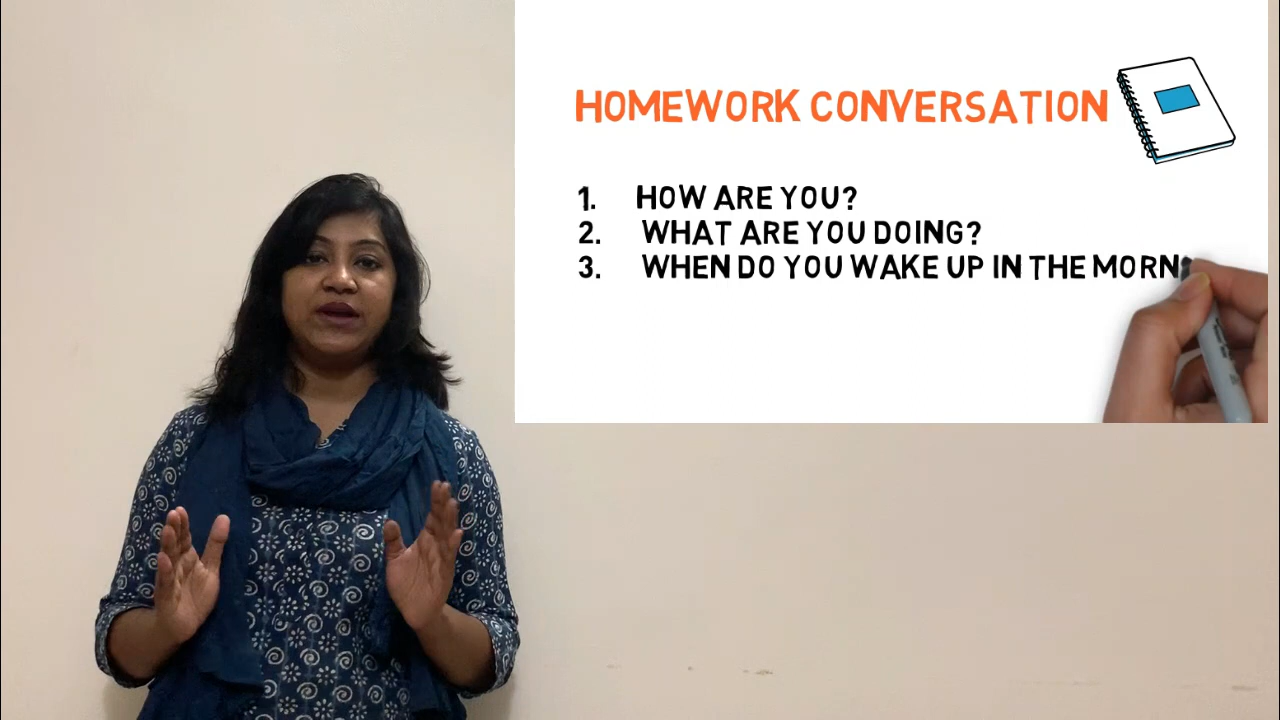 HOMEWORK CONVERSATION
1. HOW ARE YOU?
2. WHAT ARE YOU DOING?
3. WHEN DO YOU WAKE UP IN THE MORN